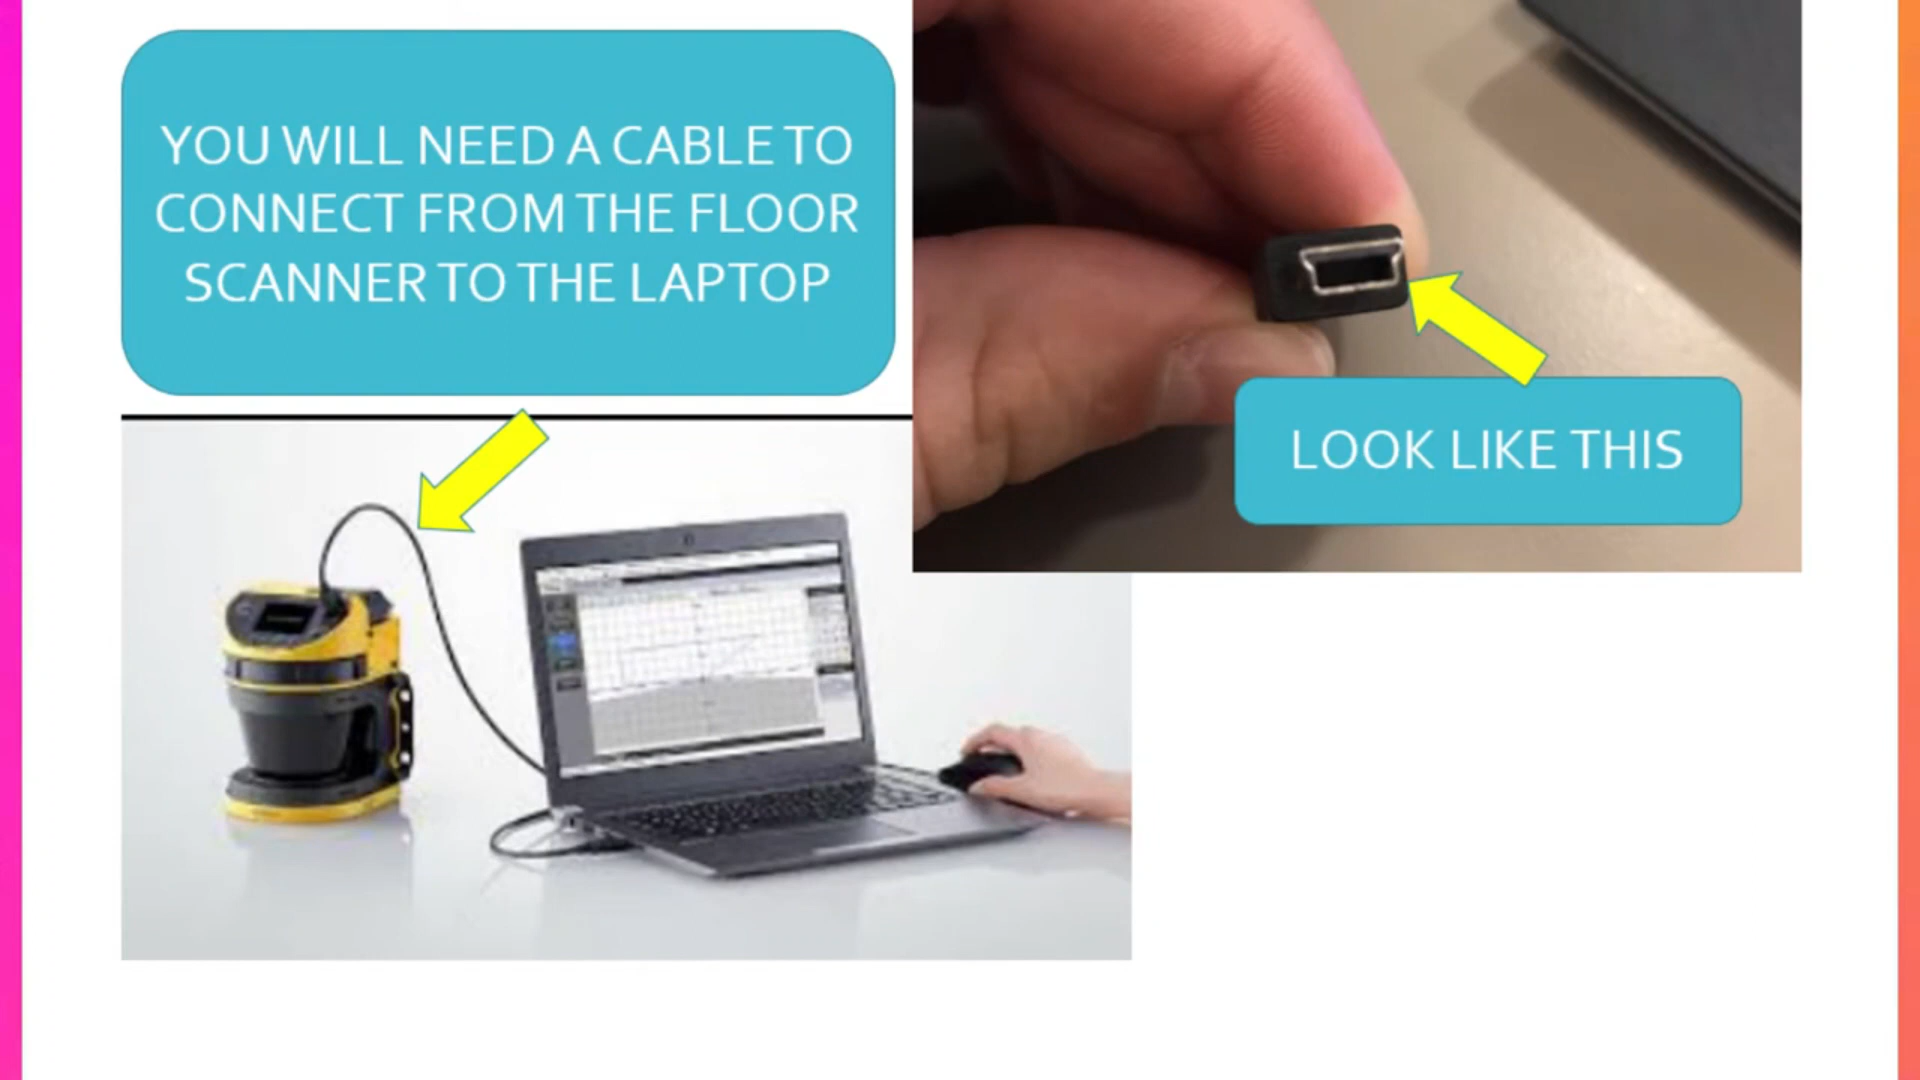 YOU WILL NEED A CABLE TO
CONNECT FROM THE FLOOR
SCANNER TO THE LAPTOP
LOOK LIKE THIS